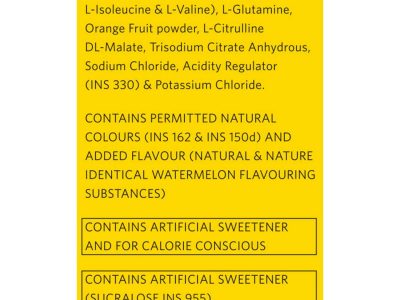 L-Isoleucine & L-Valine), L-Glutamine,
Orange Fruit powder, L-Citrulline
DL-Malate, Trisodium Citrate Anhydrous,
Sodium Chloride, Acidity Regulator
(INS 330) & Potassium Chloride.
CONTAINS PERMITTED NATURAL
COLOURS (INS 162 & INS 150d) AND
ADDED FLAVOUR (NATURAL & NATURE
IDENTICAL WATERMELON FLAVOURING
SUBSTANCES)
CONTAINS ARTIFICIAL SWEETENER
AND FOR CALORIE CONSCIOUS
CONTAINS ARTIFICIAL SWEETENER
(SUCRALOSE INS 955)